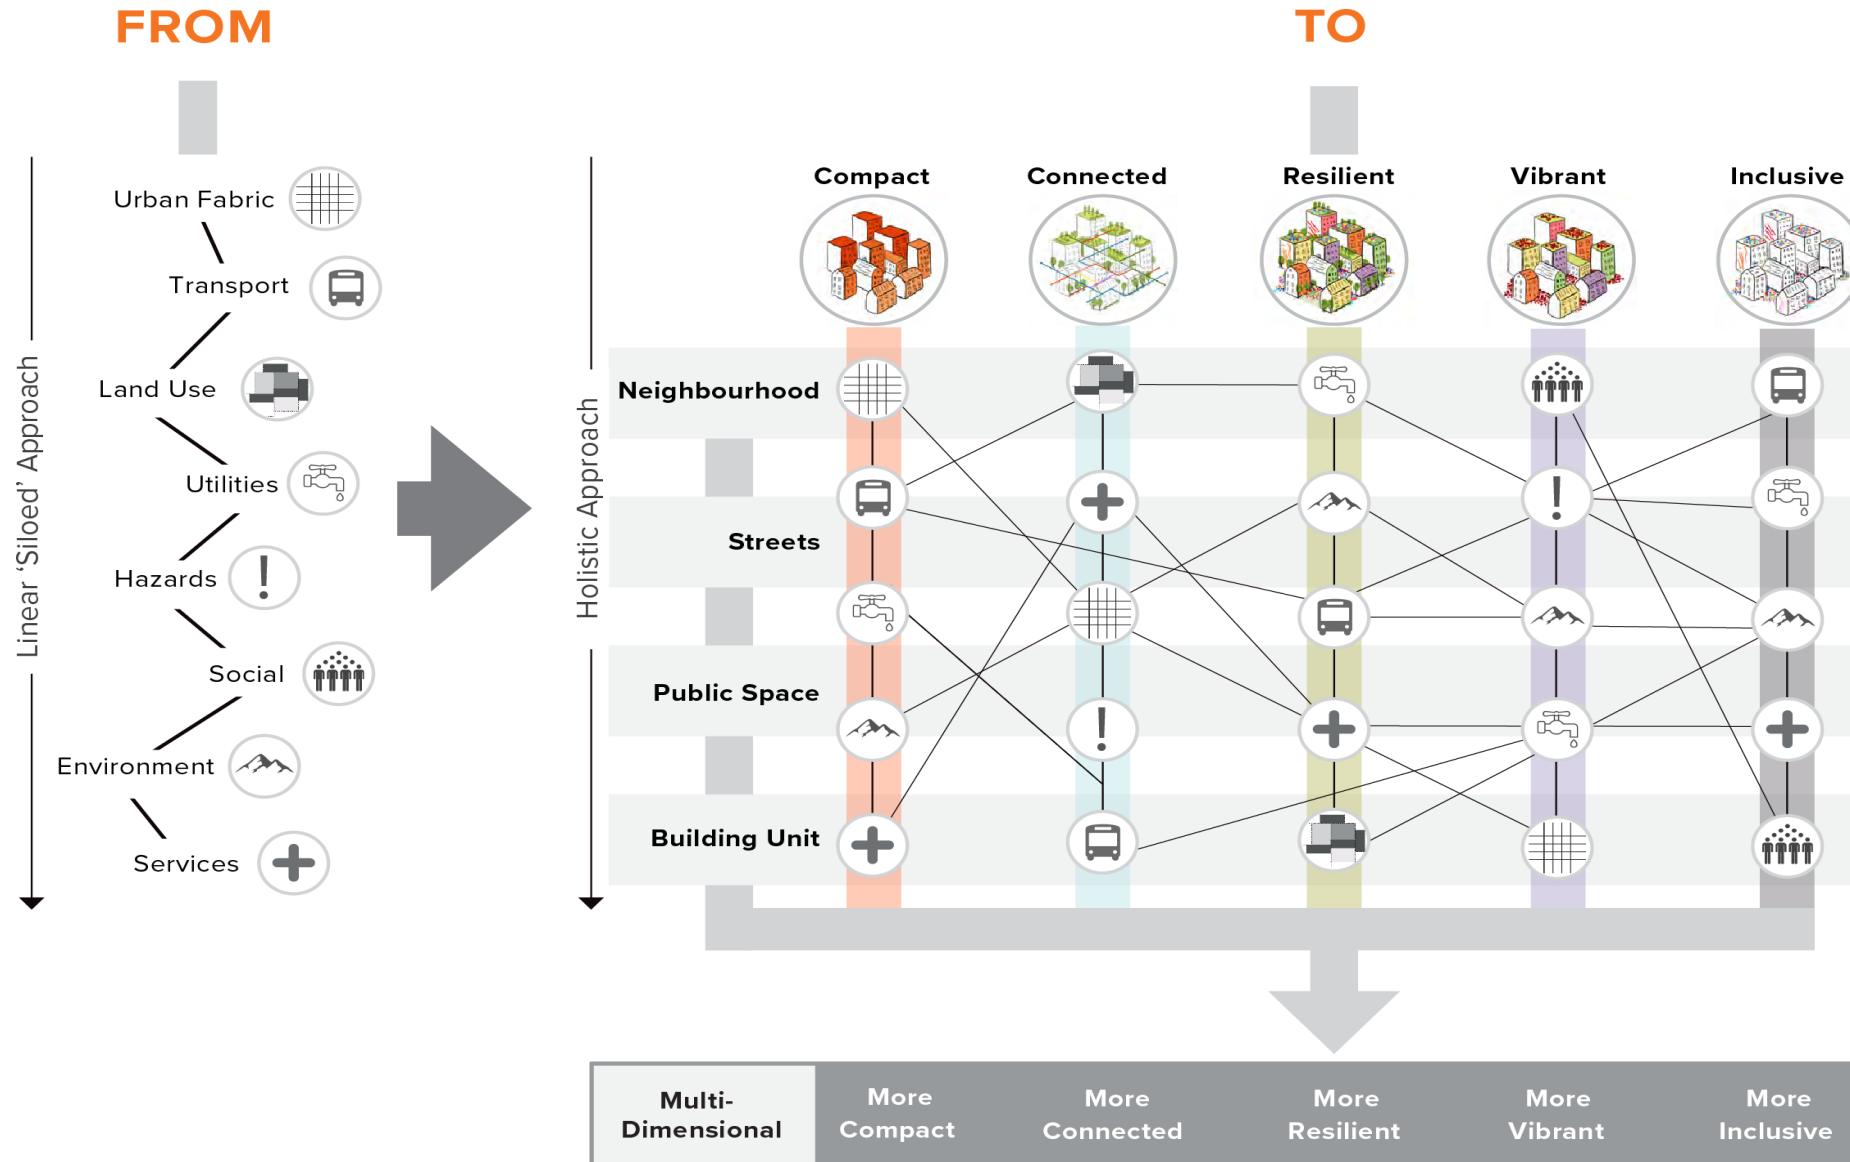 FROM
TO
Linear ‘Siloed’ Approach
Urban Fabric
Transport
Land Use
Utilities
Hazards
Social
Environment
Services
Holistic Approach
Compact
Connected
Resilient
Vibrant
Inclusive
Neighbourhood
Streets
Public Space
Building Unit
Multi-
Dimensional
More
Compact
More
Connected
More
Resilient
More
Vibrant
More
Inclusive